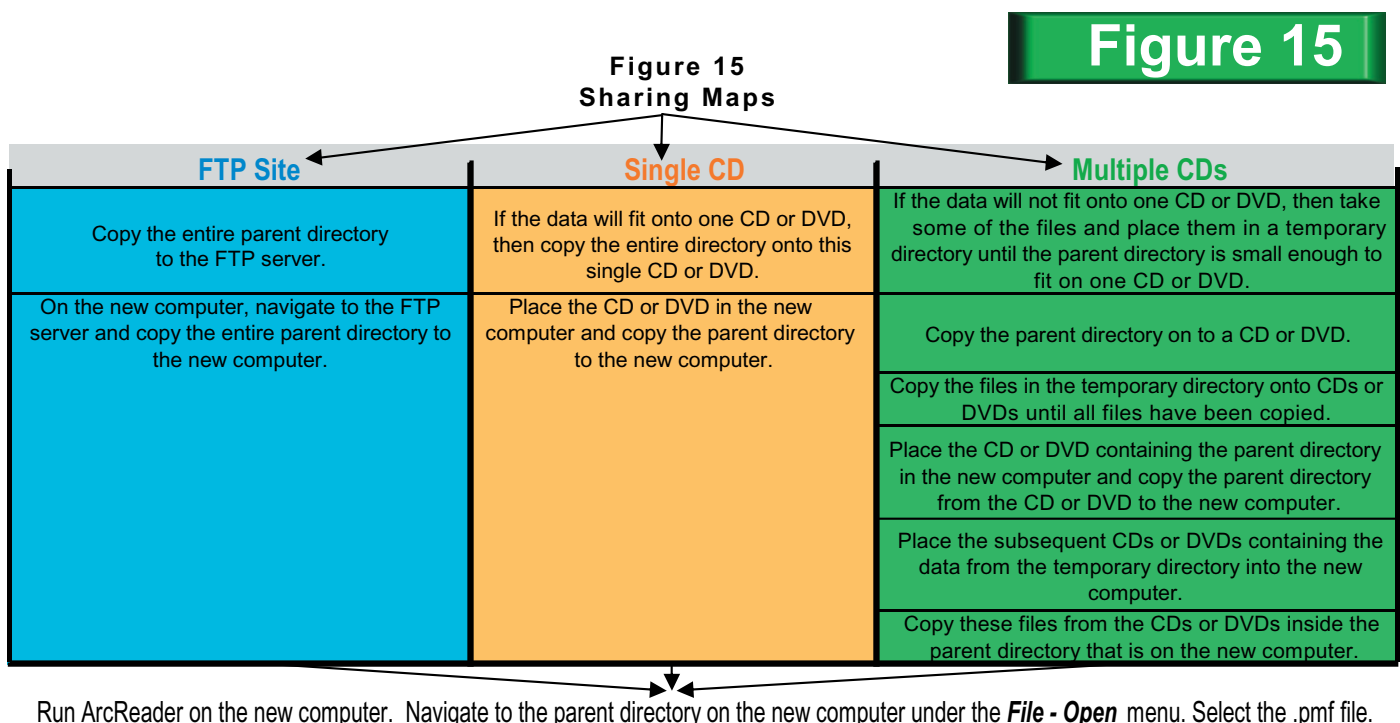 Figure 15
Figure 15
Sharing Maps
FTP Site
Single CD
Multiple CDs
Copy the entire parent directory
to the FTP server.
If the data will fit onto one CD or DVD,
then copy the entire directory onto this
single CD or DVD.
If the data will not fit onto one CD or DVD, then take
some of the files and place them in a temporary
directory until the parent directory is small enough to
fit on one CD or DVD.
On the new computer, navigate to the FTP
server and copy the entire parent directory to
the new computer.
Place the CD or DVD in the new
computer and copy the parent directory
to the new computer.
Copy the parent directory on to a CD or DVD.
Copy the files in the temporary directory onto CDs or
DVDs until all files have been copied.
Place the CD or DVD containing the parent directory
in the new computer and copy the parent directory
from the CD or DVD to the new computer.
Place the subsequent CDs or DVDs containing the
data from the temporary directory into the new
computer.
Copy these files from the CDs or DVDs inside the
parent directory that is on the new computer.
Run ArcReader on the new computer. Navigate to the parent directory on the new computer under the File - Open menu. Select the .pmf file.